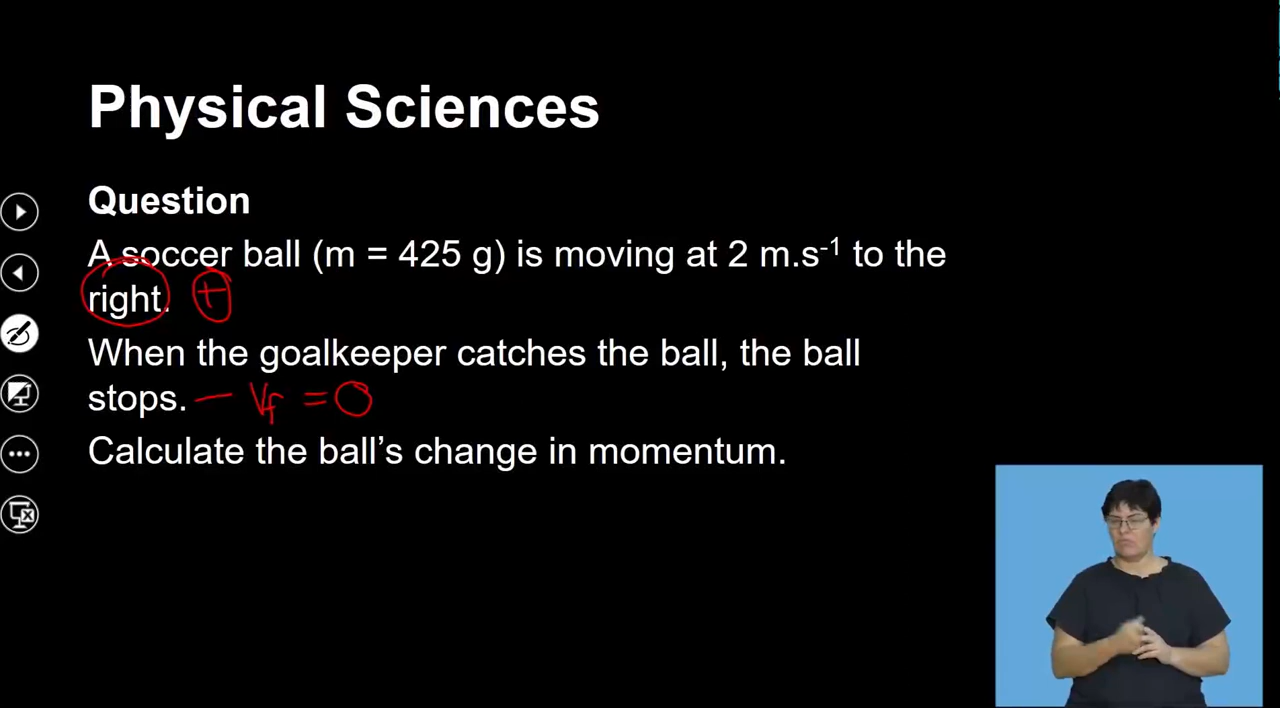 Physical Sciences
Question
A soccer ball (m = 425 g) is moving at 2 m.s⁻¹ to the
right. +
When the goalkeeper catches the ball, the ball
stops. — Vf = 0
Calculate the ball’s change in momentum.